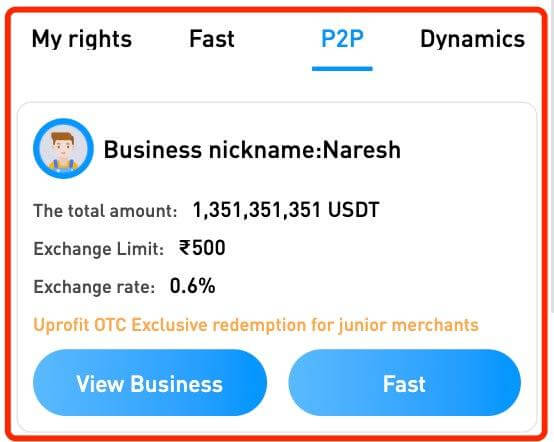 My rights Fast P2P Dynamics
Business nickname:Naresh
The total amount: 1,351,351,351 USDT
Exchange Limit: ₹500
Exchange rate: 0.6%
Uprofit OTC Exclusive redemption for junior merchants
View Business Fast